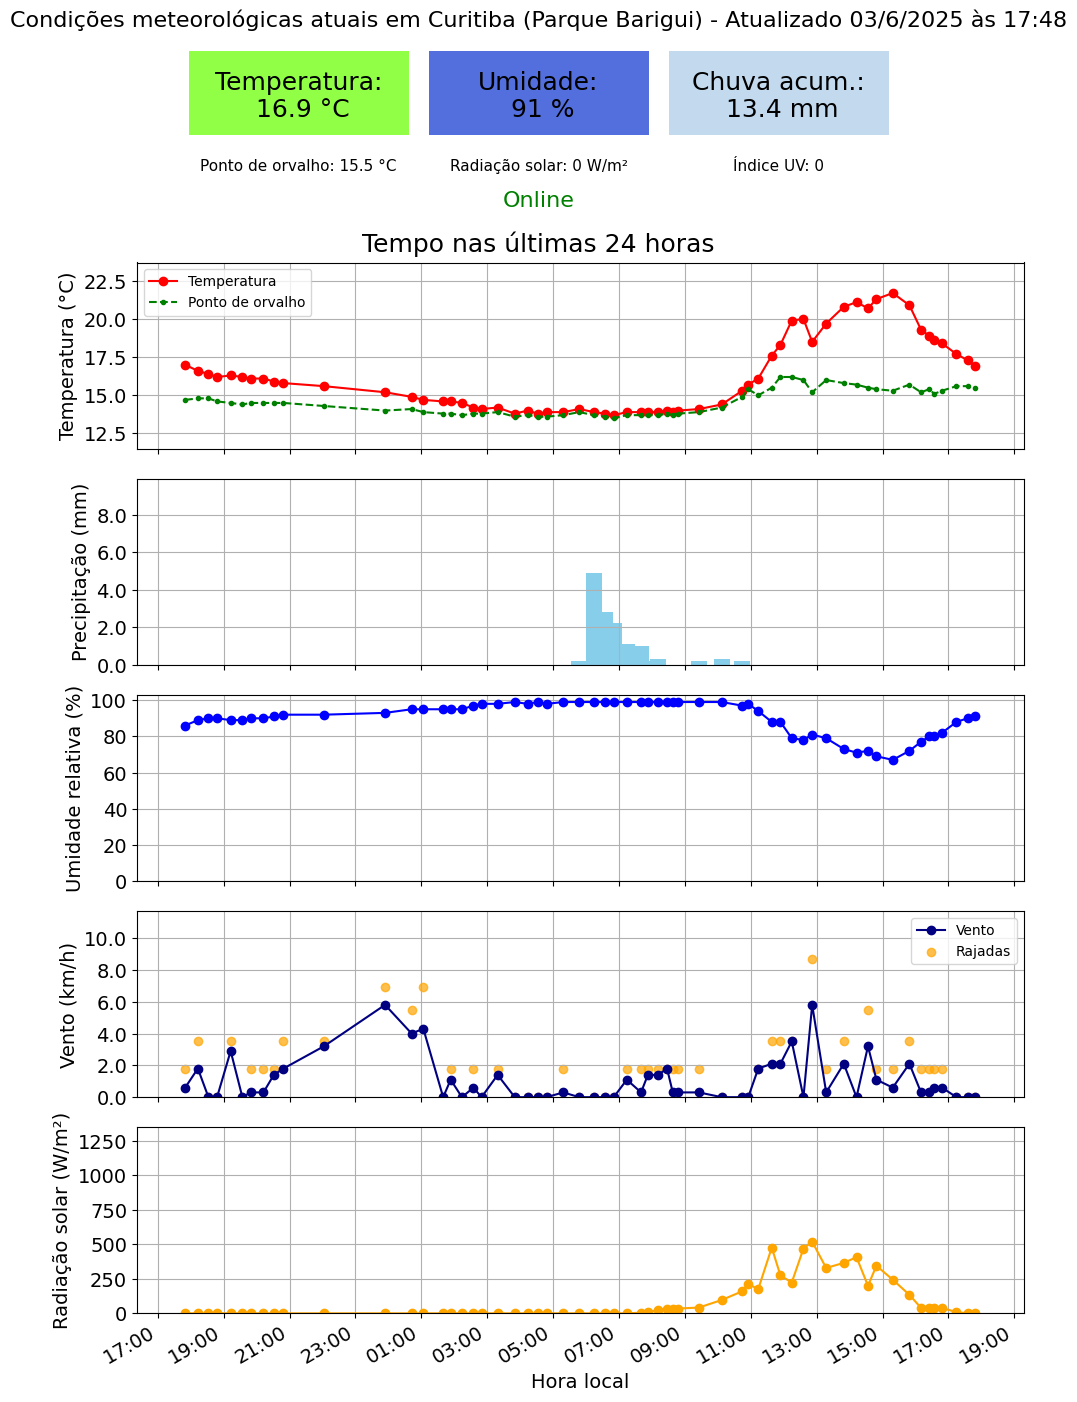 Condições meteorológicas atuais em Curitiba (Parque Barigui) - Atualizado 03/6/2025 às 17:48
Temperatura:
16.9 °C
Umidade:
91 %
Chuva acum.:
13.4 mm
Ponto de orvalho: 15.5 °C
Radiação solar: 0 W/m²
Índice UV: 0
Online
Tempo nas últimas 24 horas
Temperatura (°C)
22.5
20.0
17.5
15.0
12.5
Temperatura
Ponto de orvalho
Precipitação (mm)
8.0
6.0
4.0
2.0
0.0
Umidade relativa (%)
100
80
60
40
20
0
Vento (km/h)
10.0
8.0
6.0
4.0
2.0
0.0
Vento
Rajadas
Radiação solar (W/m²)
1250
1000
750
500
250
0
17:00 19:00 21:00 23:00 01:00 03:00 05:00 07:00 09:00 11:00 13:00 15:00 17:00 19:00
Hora local